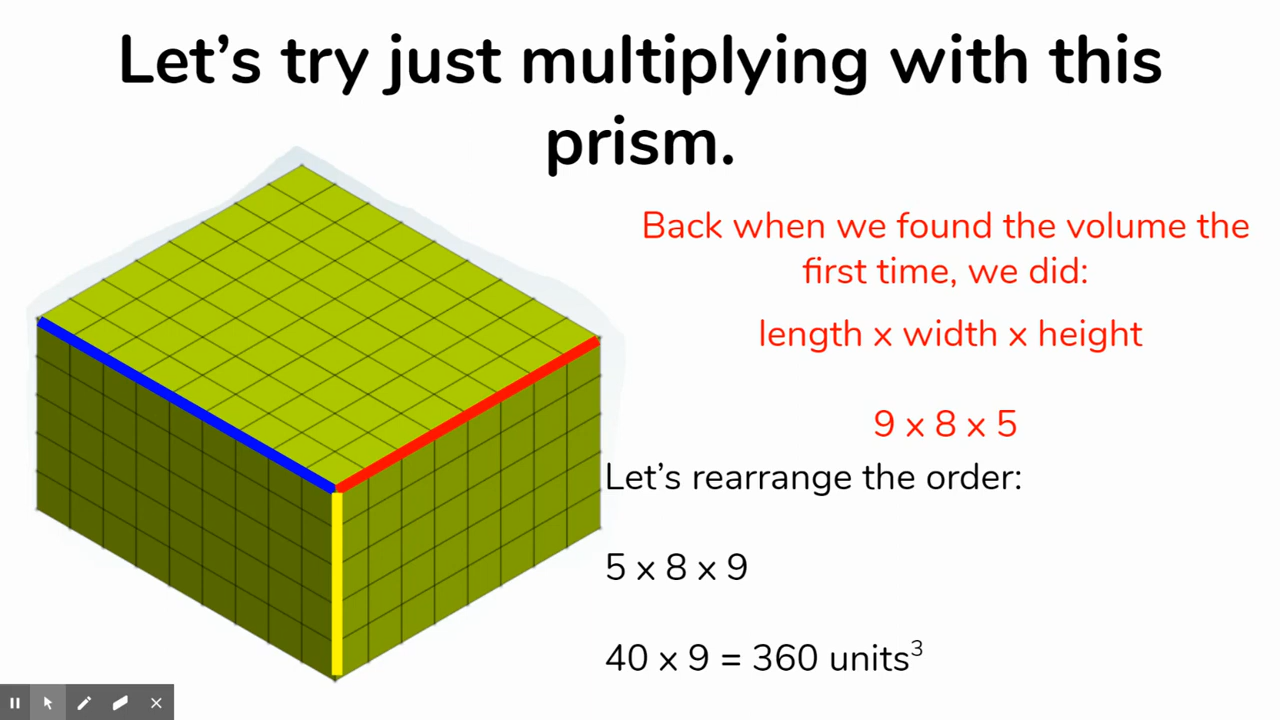 Let’s try just multiplying with this
prism.
Back when we found the volume the
first time, we did:
length x width x height
9 x 8 x 5
Let’s rearrange the order:
5 x 8 x 9
40 x 9 = 360 units³